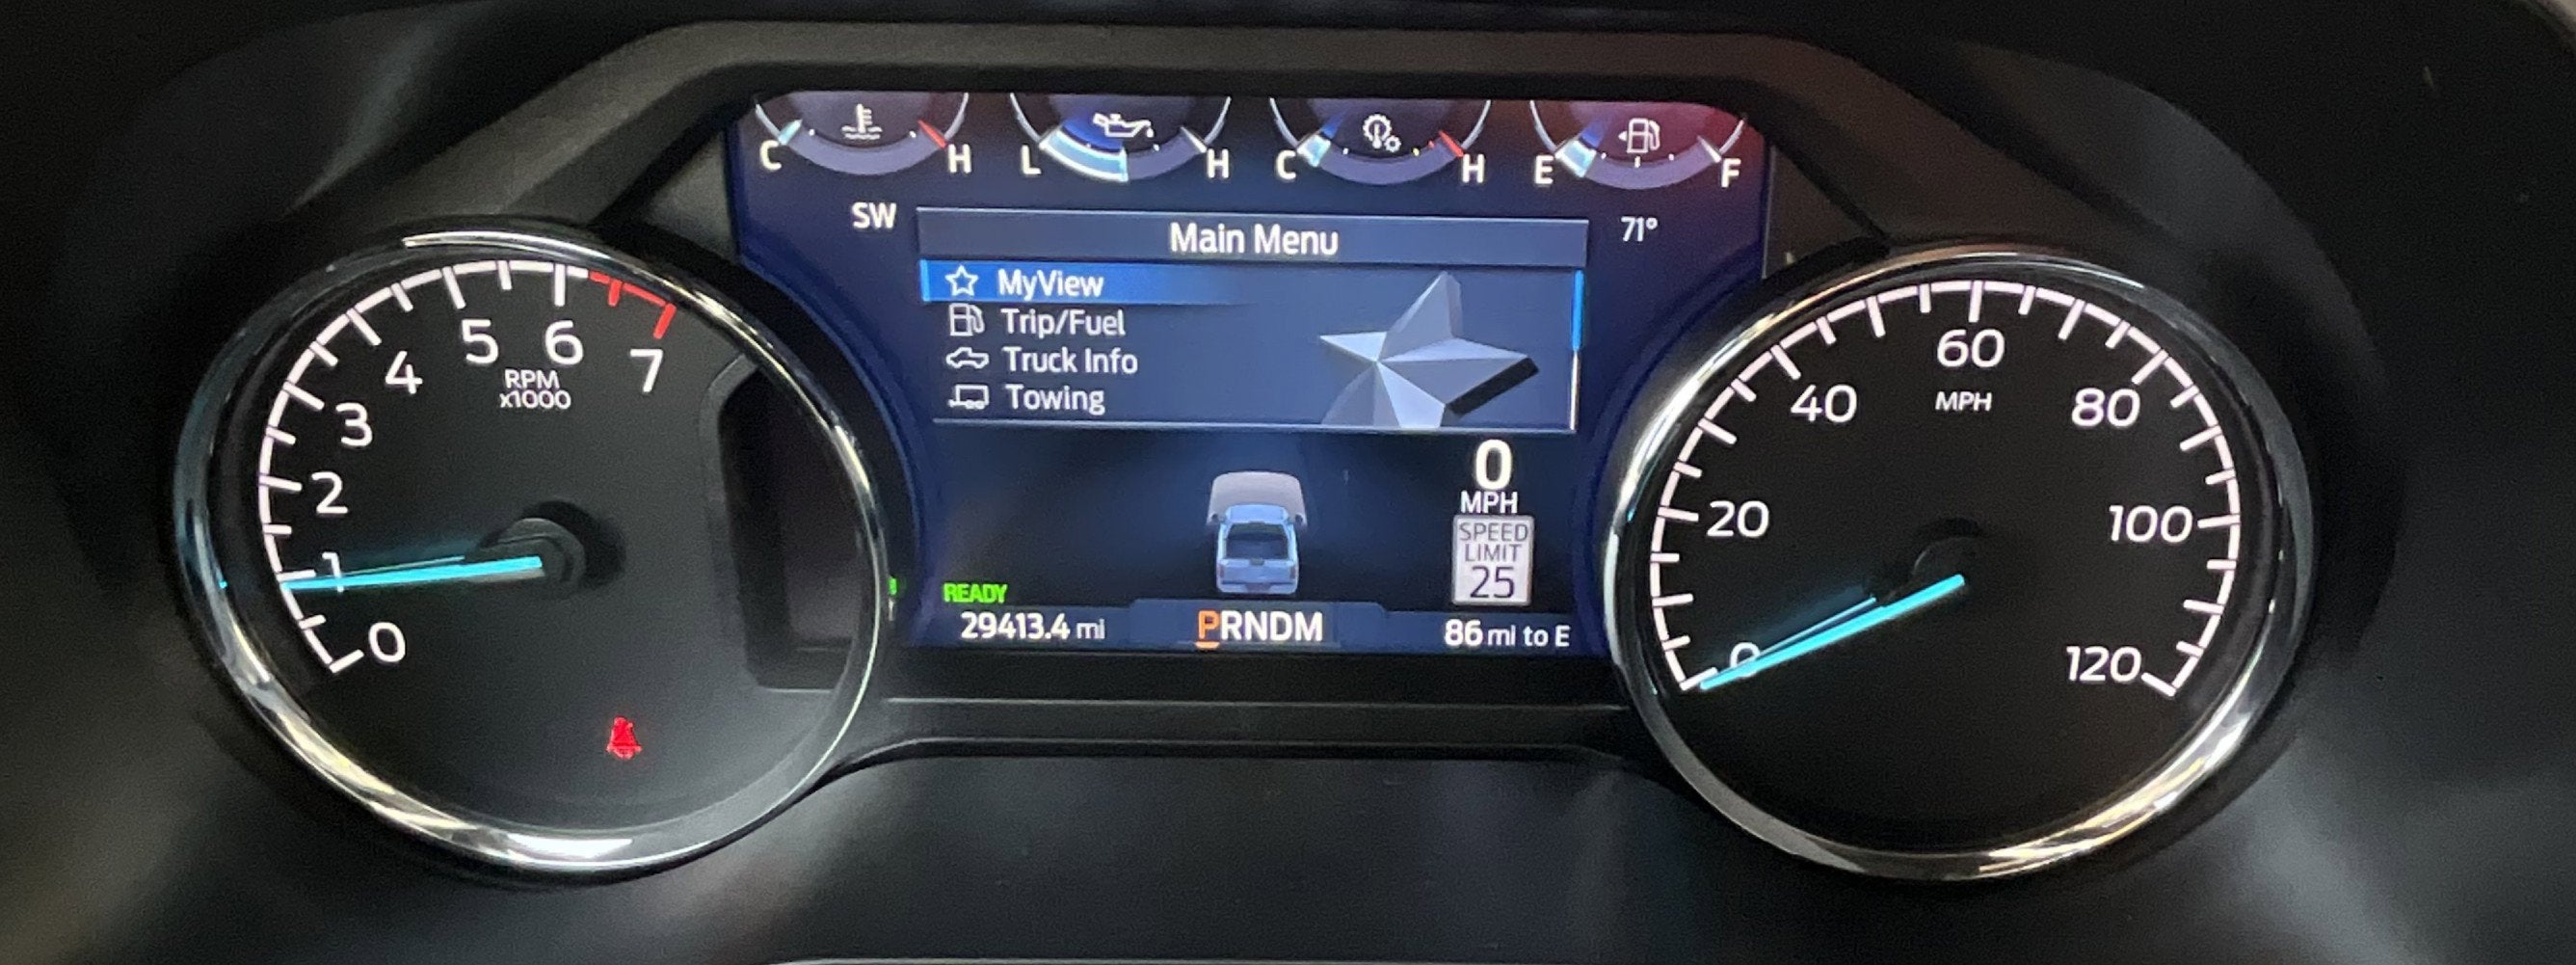 C H L H C H E F
SW
71°
Main Menu
MyView
Trip/Fuel
Truck Info
Towing
0
MPH
SPEED
LIMIT
25
READY
29413.4 mi
PRNDM
86 mi to E
0 1 2 3 4 5 6 7
RPM
x1000
0 20 40 60 80 100 120
MPH